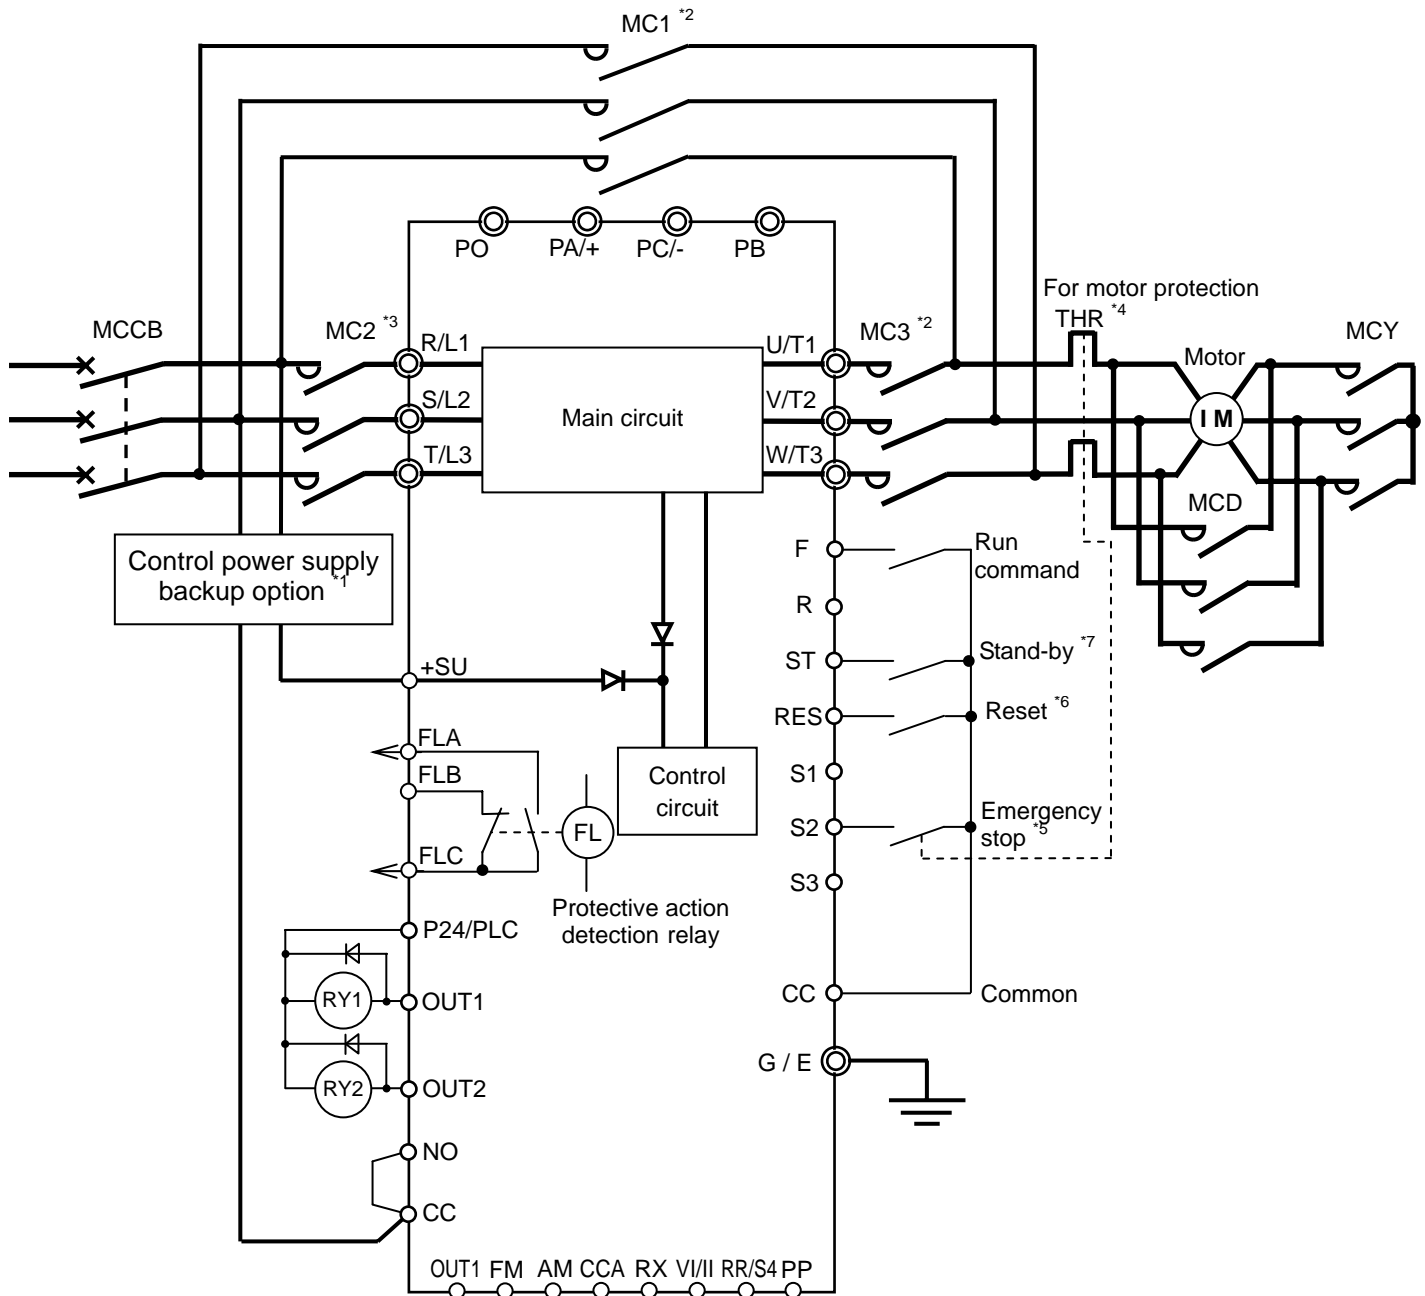 MC1 *2
PO
PA/+
PC/-
PB
For motor protection
THR *4
MCCB
MC2 *3
R/L1
U/T1
MC3 *2
Motor
MCY
S/L2
Main circuit
V/T2
I M
T/L3
W/T3
MCD
Control power supply
backup option *1
F
Run
command
R
+SU
ST
Stand-by *7
RES
Reset *6
FLA
FLB
Control
circuit
S1
FL
S2
Emergency
stop *5
FLC
S3
Protective action
detection relay
P24/PLC
RY1
OUT1
CC
Common
G / E
RY2
OUT2
NO
CC
OUT1 FM AM CCA RX VI/II RR/S4 PP